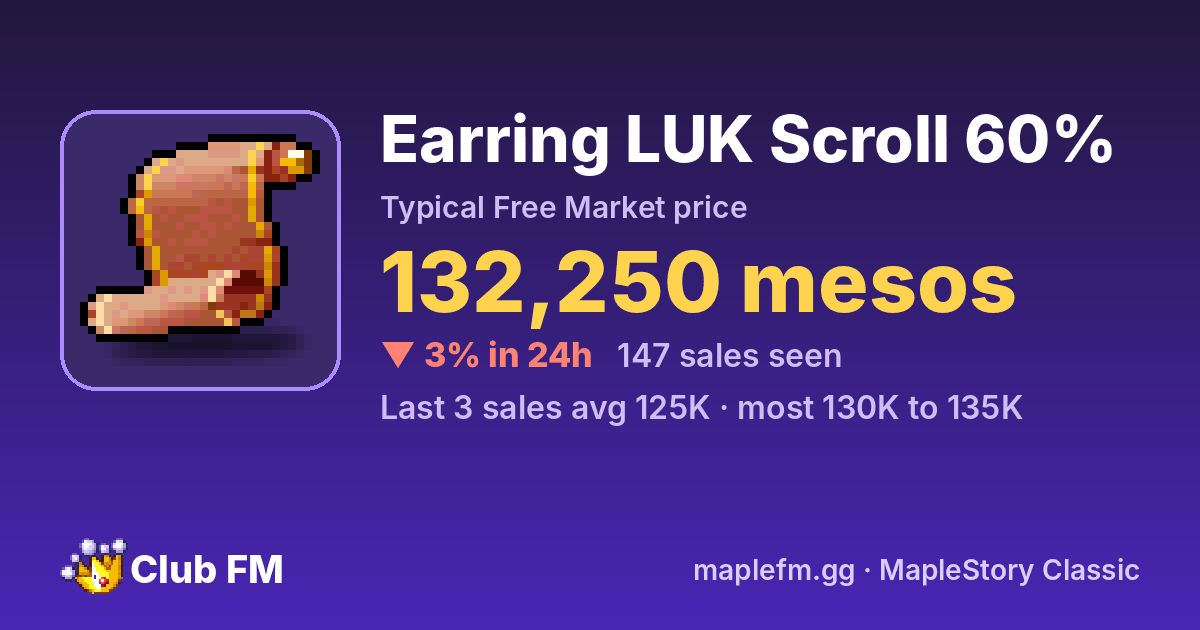 Earring LUK Scroll 60%
Typical Free Market price
132,250 mesos
▼ 3% in 24h 147 sales seen
Last 3 sales avg 125K · most 130K to 135K
Club FM
maplefm.gg · MapleStory Classic